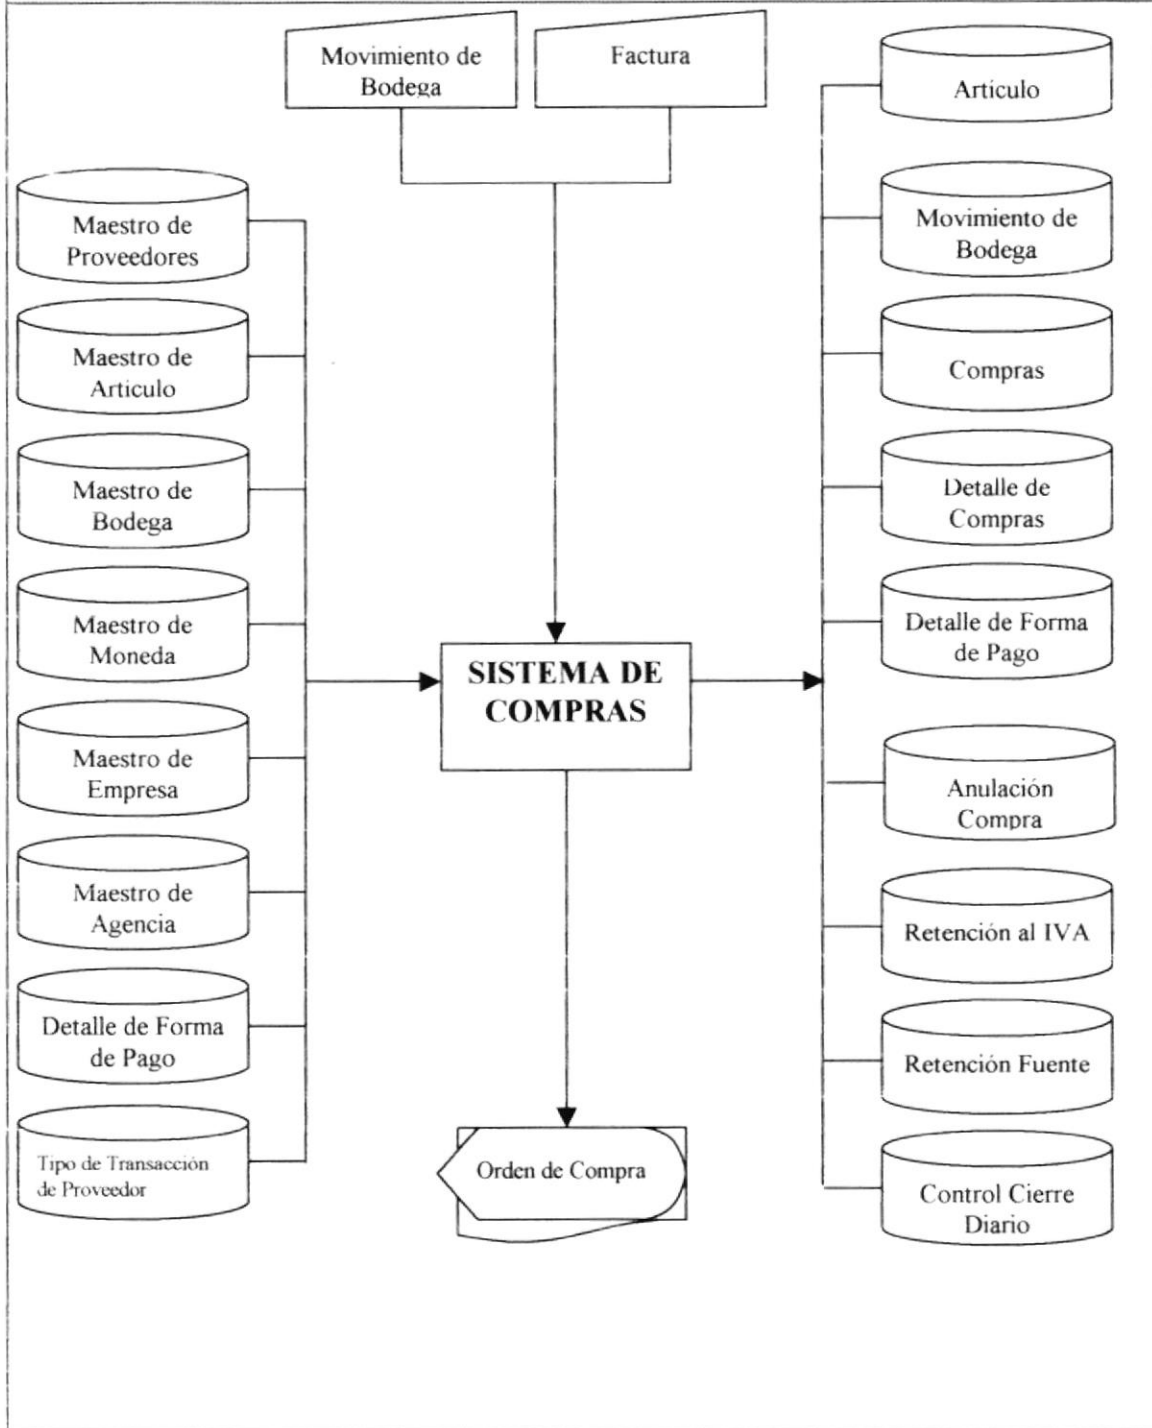 Movimiento de
Bodega
Factura
Maestro de
Proveedores
Maestro de
Articulo
Maestro de
Bodega
Maestro de
Moneda
Maestro de
Empresa
Maestro de
Agencia
Detalle de Forma
de Pago
Tipo de Transacción
de Proveedor
SISTEMA DE
COMPRAS
Orden de Compra
Articulo
Movimiento de
Bodega
Compras
Detalle de
Compras
Detalle de Forma
de Pago
Anulación
Compra
Retención al IVA
Retención Fuente
Control Cierre
Diario